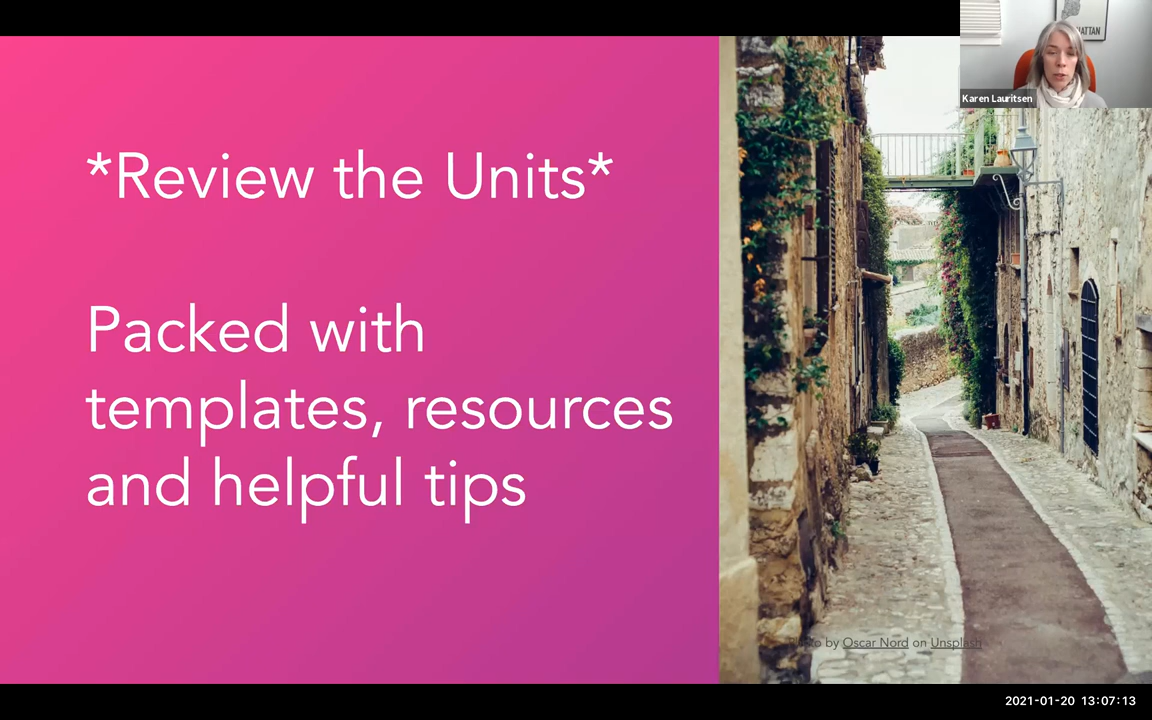 HATTAN
Karen Lauritsen
*Review the Units*
Packed with
templates, resources
and helpful tips
by Oscar Nord on Unsplash
2021-01-20 13:07:13